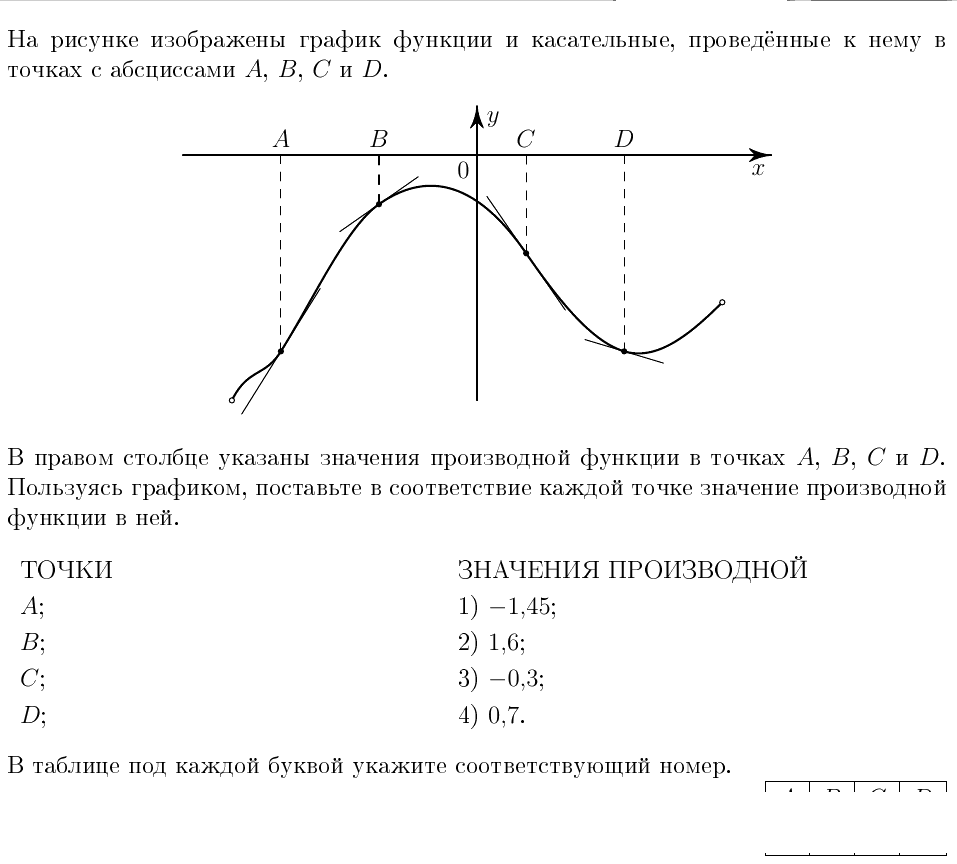 На рисунке изображены график функции и касательные, проведённые к нему в
точках с абсциссами A, B, C и D.
y
A B C D
0
x
В правом столбце указаны значения производной функции в точках A, B, C и D.
Пользуясь графиком, поставьте в соответствие каждой точке значение производной
функции в ней.
ТОЧКИ ЗНАЧЕНИЯ ПРОИЗВОДНОЙ
A; 1) −1,45;
B; 2) 1,6;
C; 3) −0,3;
D; 4) 0,7.
В таблице под каждой буквой укажите соответствующий номер.